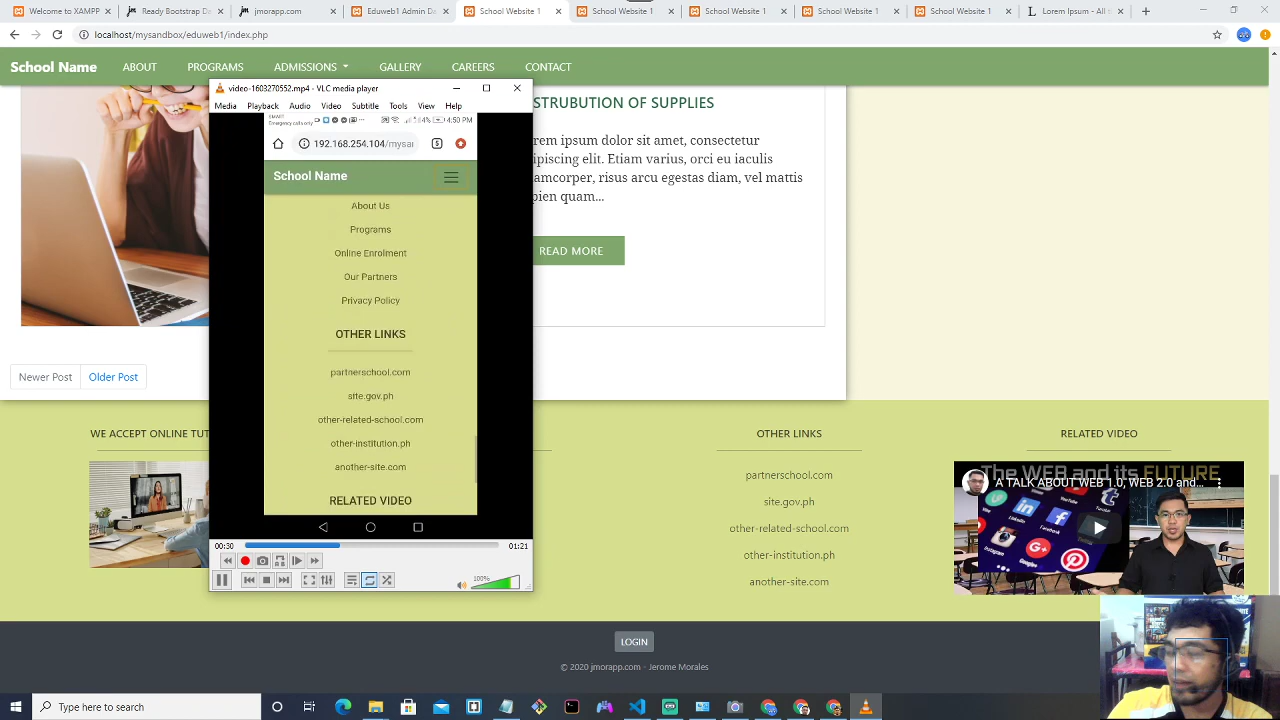 Welcome to XAMPP
Ready Bootstrap De
jmorapp.com
Eduweb1 Admin Da
School Website 1
School Website 1
School Website 1
School Website 1
School Website 1
Lorem Ipsum - All t
localhost/mysandbox/eduweb1/index.php
School Name
ABOUT
PROGRAMS
ADMISSIONS
GALLERY
CAREERS
CONTACT
video-1603270552.mp4 - VLC media player
Media Playback Audio Video Subtitle Tools View Help
Emergency calls only
4% 4:50 PM
192.168.254.104/mysar
School Name
About Us
Programs
Online Enrolment
Our Partners
Privacy Policy
OTHER LINKS
partnerschool.com
site.gov.ph
other-related-school.com
other-institution.ph
another-site.com
RELATED VIDEO
00:30
01:21
100%
STRUBUTION OF SUPPLIES
rem ipsum dolor sit amet, consectetur
ipiscing elit. Etiam varius, orci eu iaculis
amcorper, risus arcu egestas diam, vel mattis
pien quam...
READ MORE
Newer Post
Older Post
WE ACCEPT ONLINE TUT
OTHER LINKS
partnerschool.com
site.gov.ph
other-related-school.com
other-institution.ph
another-site.com
RELATED VIDEO
The WEB and its FUTURE
A TALK ABOUT WEB 1.0, WEB 2.0 and...
LOGIN
© 2020 jmorapp.com - Jerome Morales
Type here to search